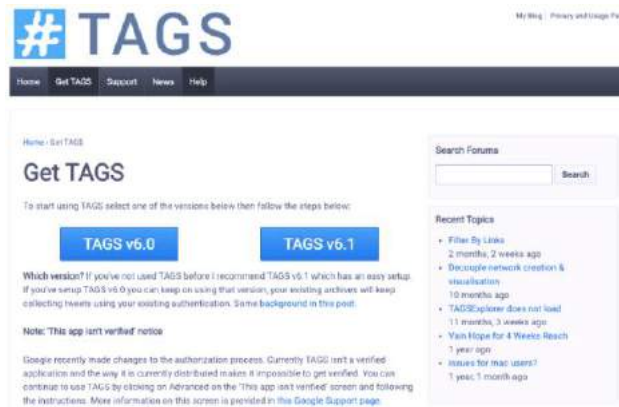 # TAGS
My Blog Privacy and Usage
Home Get TAGS Support News Help
Home › Get TAGS
Get TAGS
To start using TAGS select one of the versions below then follow the steps below:
TAGS v6.0 TAGS v6.1
Which version? If you've not used TAGS before I recommend TAGS v6.1 which has an easy setup.
If you've setup TAGS v6.0 you can keep on using that version, your existing archives will keep
collecting tweets using your existing authentication. Some background in this post.
Note: 'This app isn't verified' notice
Google recently made changes to the authorization process. Currently TAGS isn't a verified
application and the way it is currently distributed makes it impossible to get verified. You can
continue to use TAGS by clicking on Advanced on the 'This app isn't verified' screen and following
the instructions. More information on this screen is provided in this Google Support page.
Search Forums
Search
Recent Topics
Filter By Links
2 months, 2 weeks ago
Decouple network creation &
visualisation
10 months ago
TAGSExplorer does not load
11 months, 3 weeks ago
Vain Hope for 4 Weeks Reach
1 year ago
issues for mac users?
1 year, 1 month ago